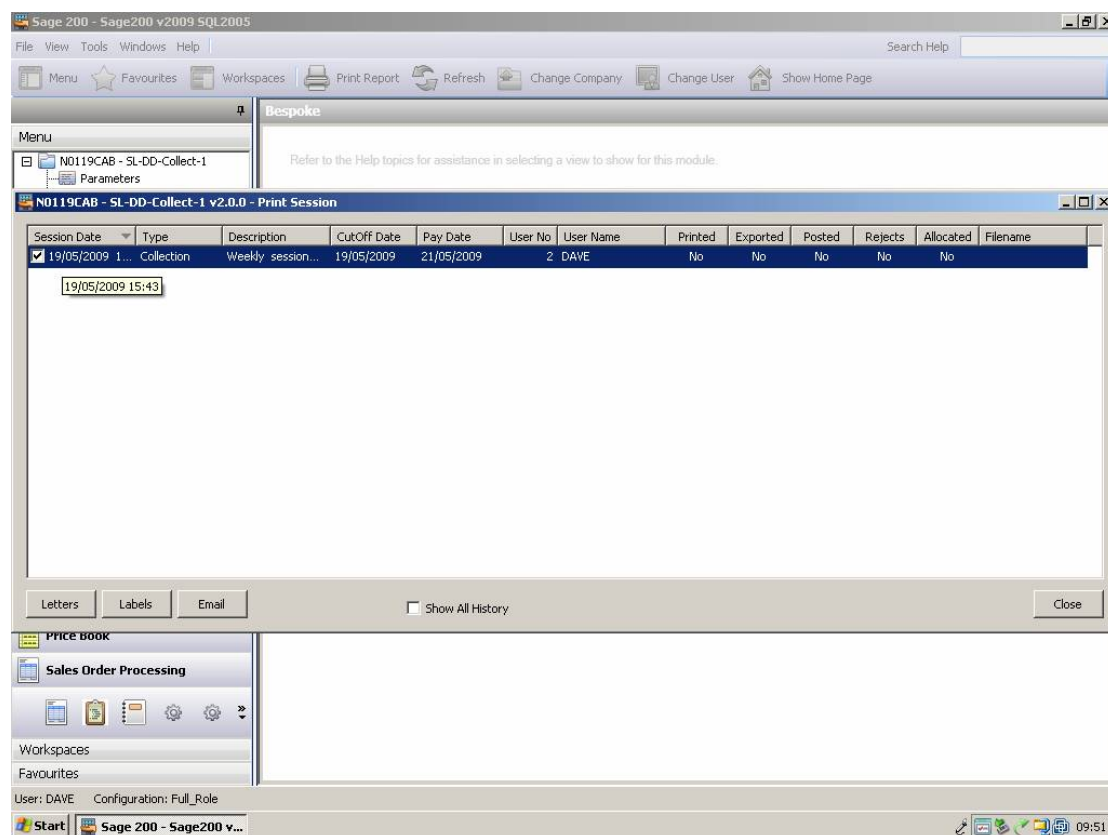 Sage 200 - Sage200 v2009 SQL2005
File View Tools Windows Help Search Help
Menu Favourites Workspaces Print Report Refresh Change Company Change User Show Home Page
Bespoke
Menu
N0119CAB - SL-DD-Collect-1
Parameters
Refer to the Help topics for assistance in selecting a view to show for this module.
N0119CAB - SL-DD-Collect-1 v2.0.0 - Print Session
Session Date Type Description CutOff Date Pay Date User No User Name Printed Exported Posted Rejects Allocated Filename
19/05/2009 1... Collection Weekly session... 19/05/2009 21/05/2009 2 DAVE No No No No No
19/05/2009 15:43
Letters Labels Email Show All History Close
Price Book
Sales Order Processing
Workspaces
Favourites
User: DAVE Configuration: Full_Role
Start Sage 200 - Sage200 v... 09:51